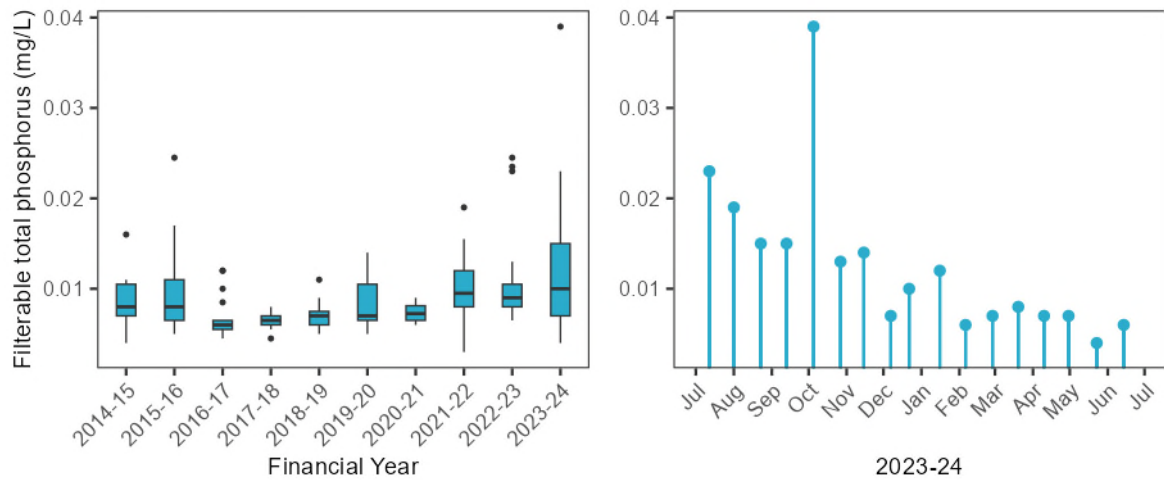 Filterable total phosphorus (mg/L)
0.04
0.03
0.02
0.01
2014-15
2015-16
2016-17
2017-18
2018-19
2019-20
2020-21
2021-22
2022-23
2023-24
Financial Year
0.04
0.03
0.02
0.01
Jul
Aug
Sep
Oct
Nov
Dec
Jan
Feb
Mar
Apr
May
Jun
Jul
2023-24